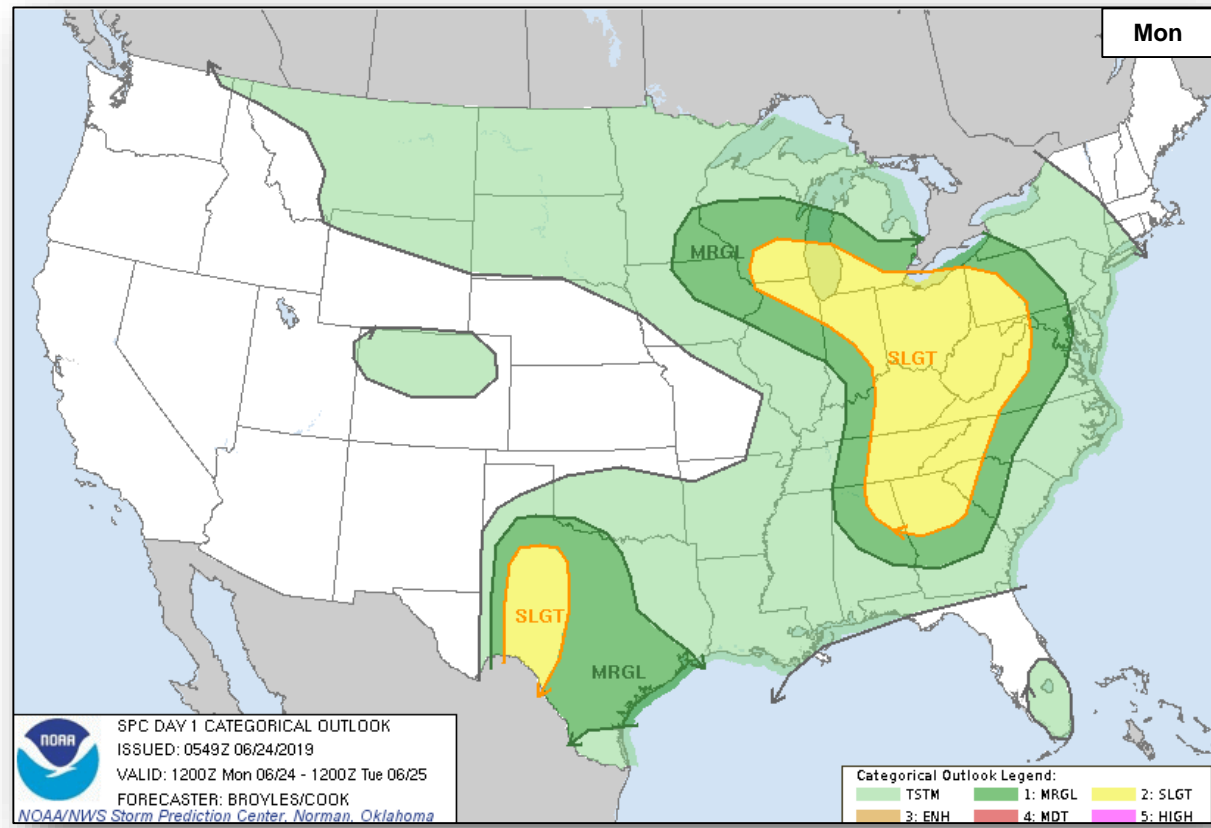 Mon
MRGL
SLGT
SLGT
MRGL
NOAA
SPC DAY 1 CATEGORICAL OUTLOOK
ISSUED: 0549Z 06/24/2019
VALID: 1200Z Mon 06/24 - 1200Z Tue 06/25
FORECASTER: BROYLES/COOK
NOAA/NWS Storm Prediction Center, Norman, Oklahoma
Categorical Outlook Legend:
TSTM 1: MRGL 2: SLGT
3: ENH 4: MDT 5: HIGH